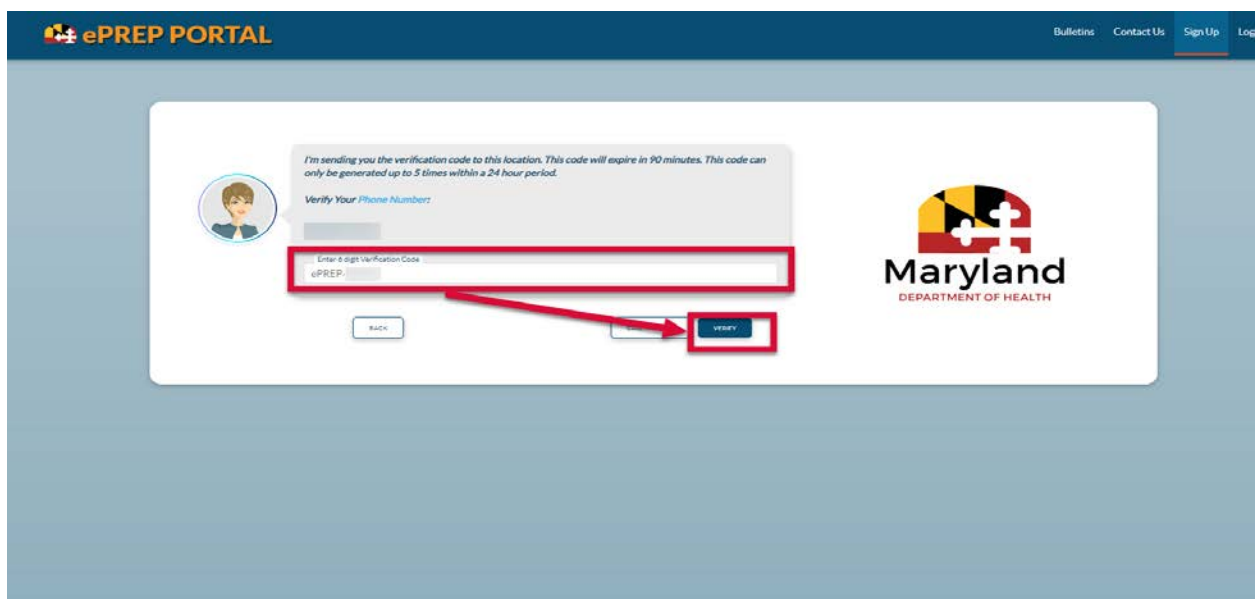 ePREP PORTAL
Bulletins Contact Us Sign Up Log
I'm sending you the verification code to this location. This code will expire in 90 minutes. This code can
only be generated up to 5 times within a 24 hour period.
Verify Your Phone Number:
Enter 6 digit Verification Code
ePREP-
BACK
VERIFY
Maryland
DEPARTMENT OF HEALTH